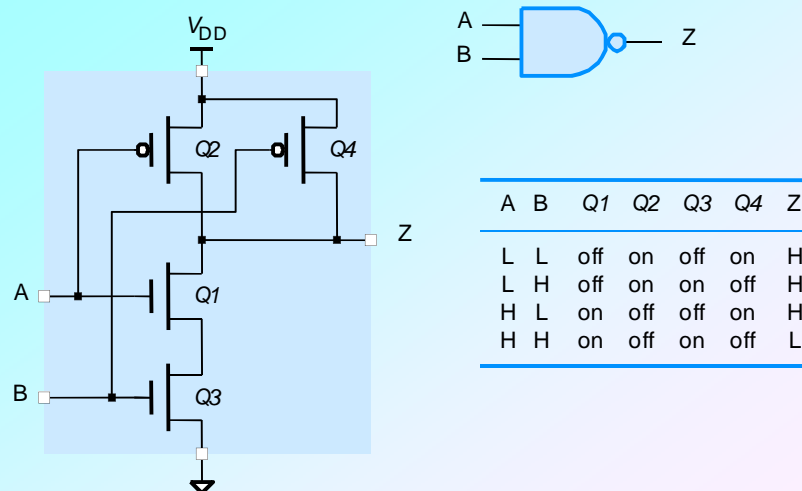 V_DD
A
B
Z
Q2
Q4
Z
A
Q1
B
Q3
A B Q1 Q2 Q3 Q4 Z
L L off on off on H
L H off on on off H
H L on off off on H
H H on off on off L